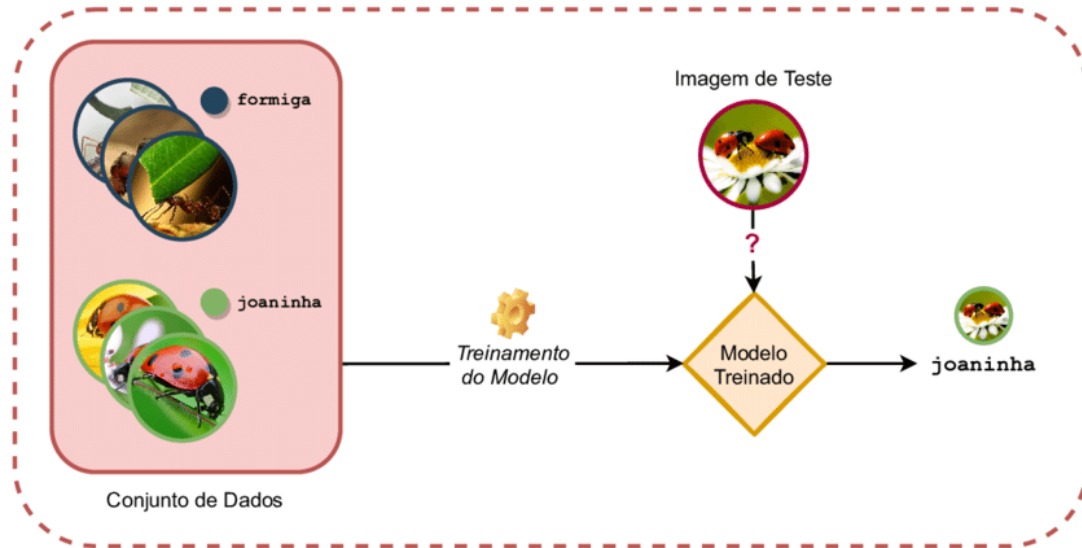 formiga
joaninha
Conjunto de Dados
Treinamento
do Modelo
Imagem de Teste
?
Modelo
Treinado
joaninha